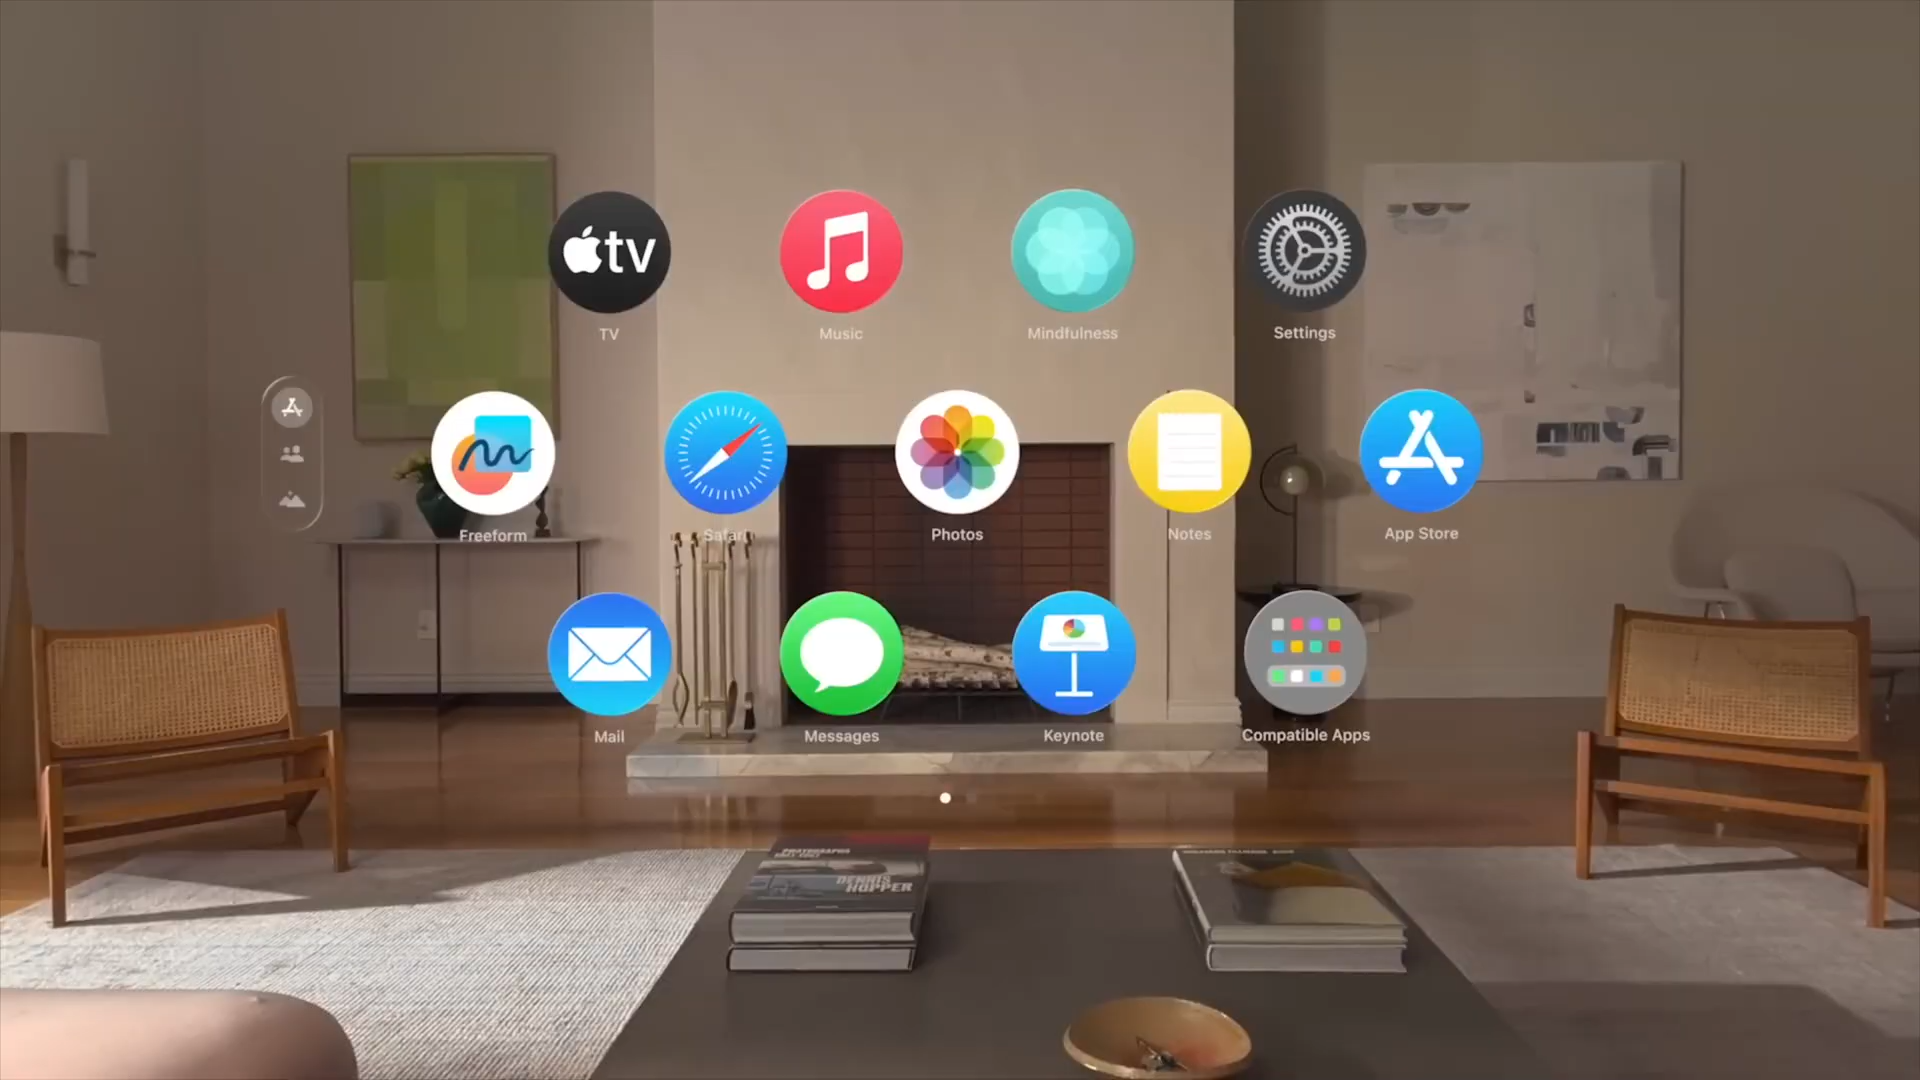 tv
TV
Music
Mindfulness
Settings
Freeform
Safari
Photos
Notes
App Store
Mail
Messages
Keynote
Compatible Apps
DENNIS
HOPPER